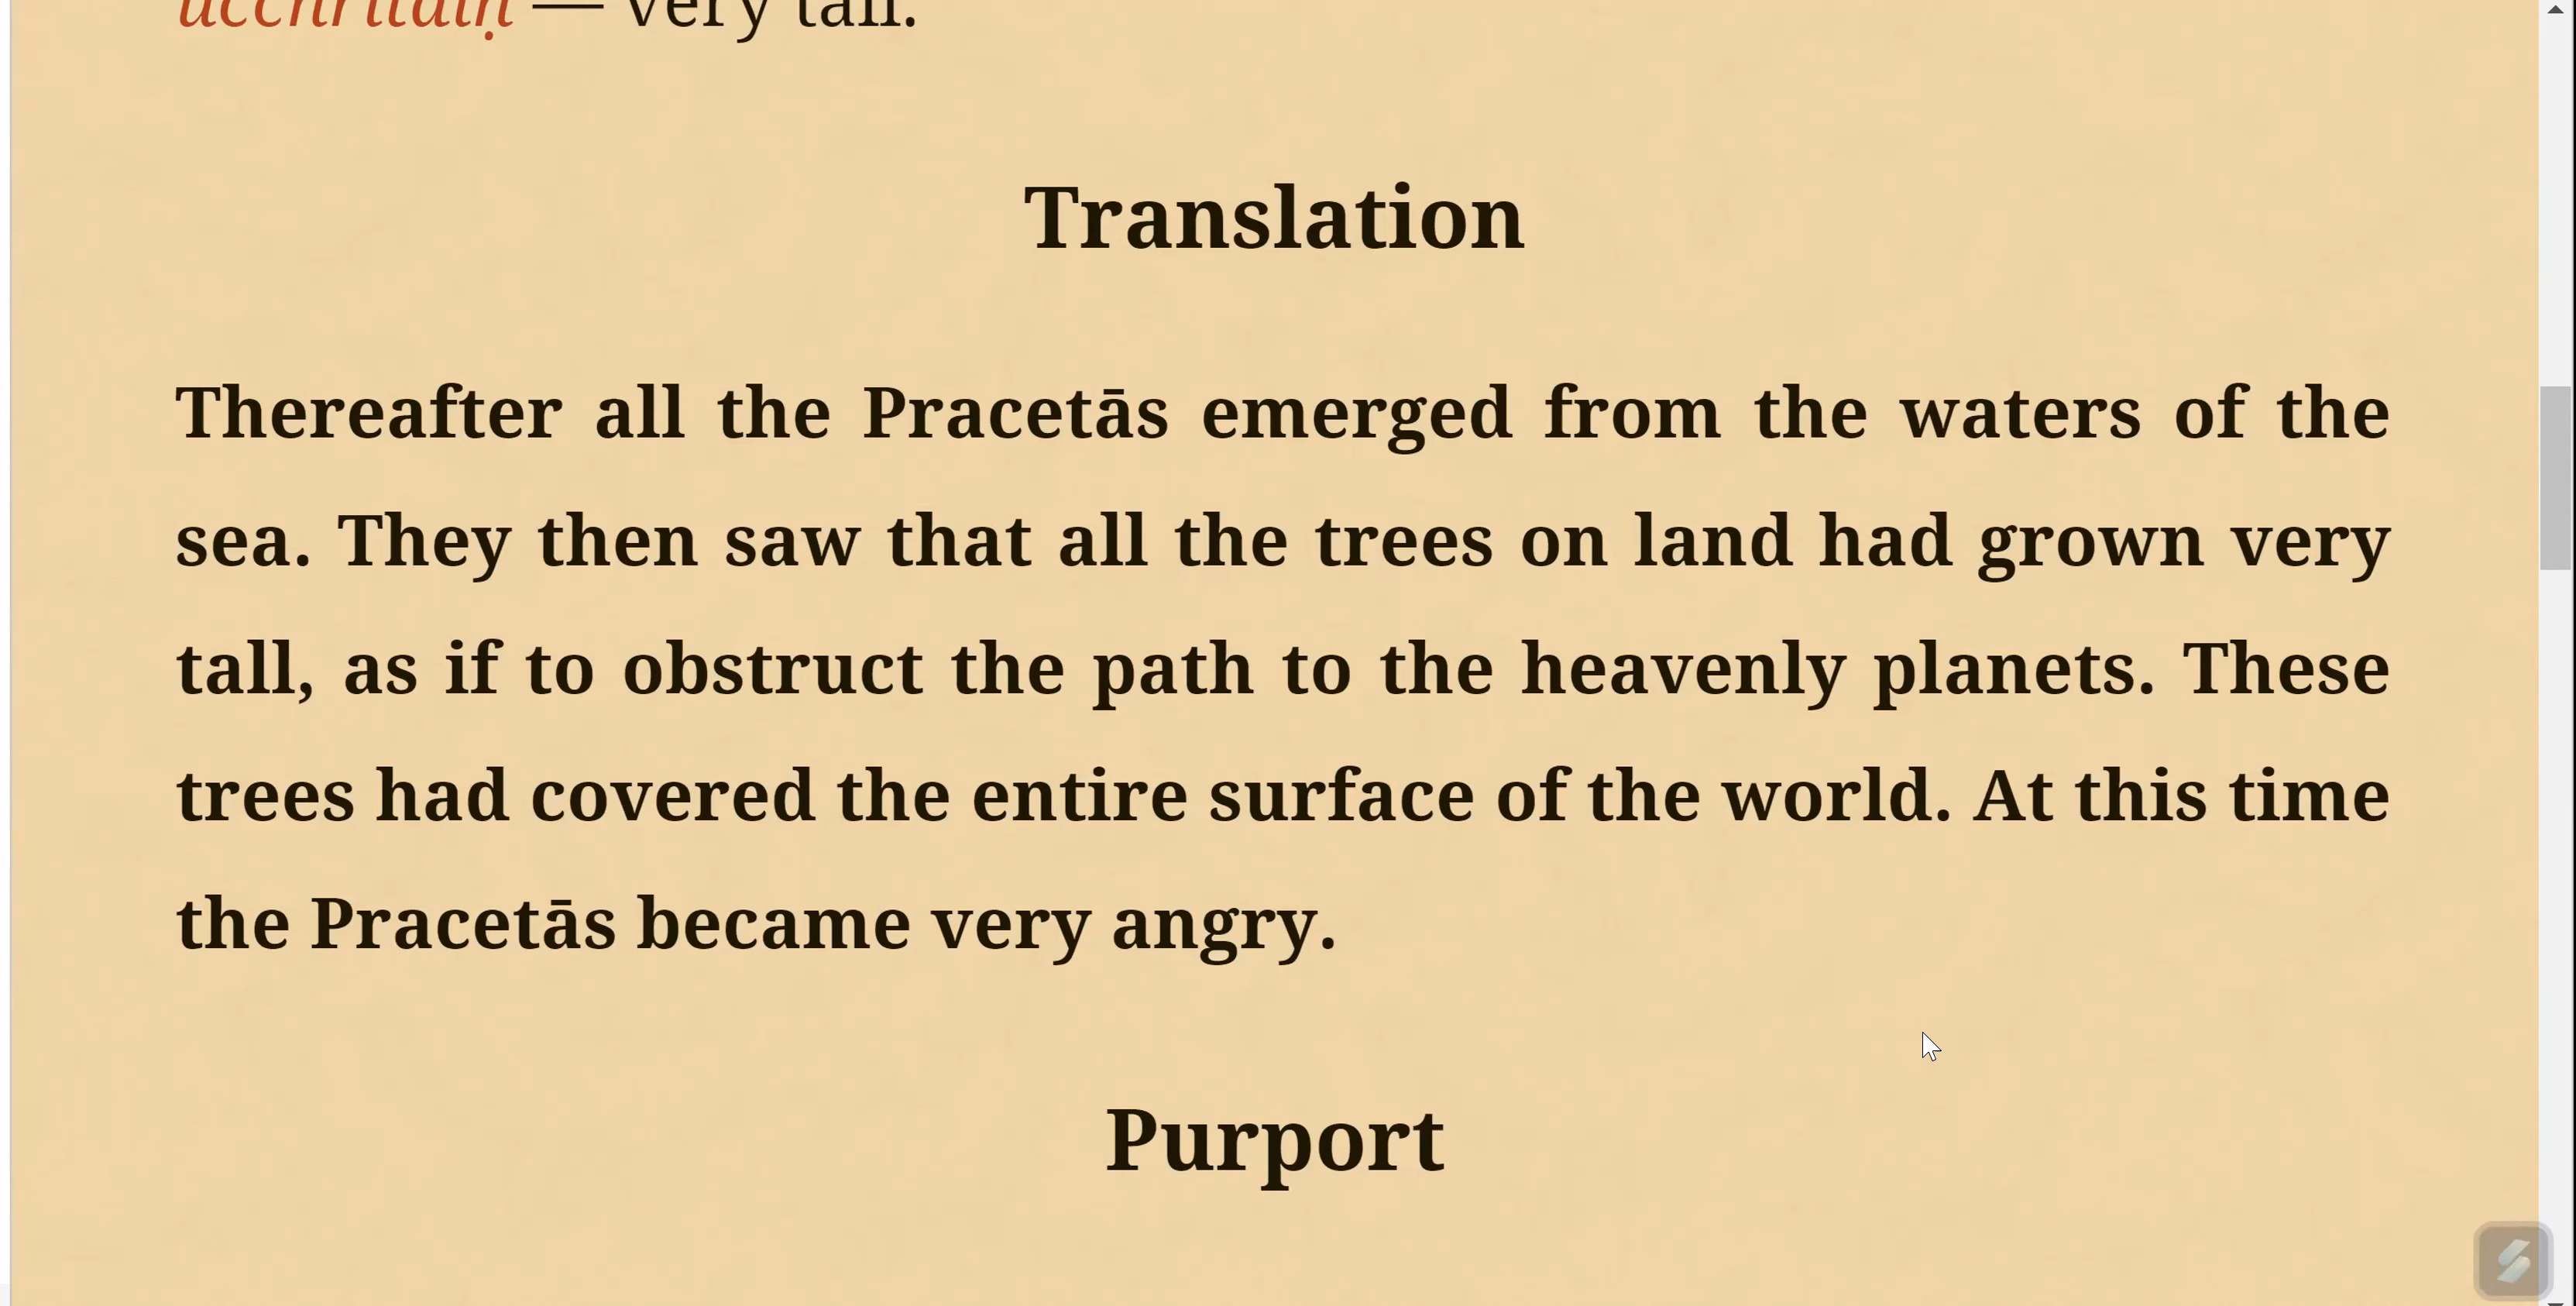 ucchritaiḥ — very tall.
Translation
Thereafter all the Pracetās emerged from the waters of the
sea. They then saw that all the trees on land had grown very
tall, as if to obstruct the path to the heavenly planets. These
trees had covered the entire surface of the world. At this time
the Pracetās became very angry.
Purport